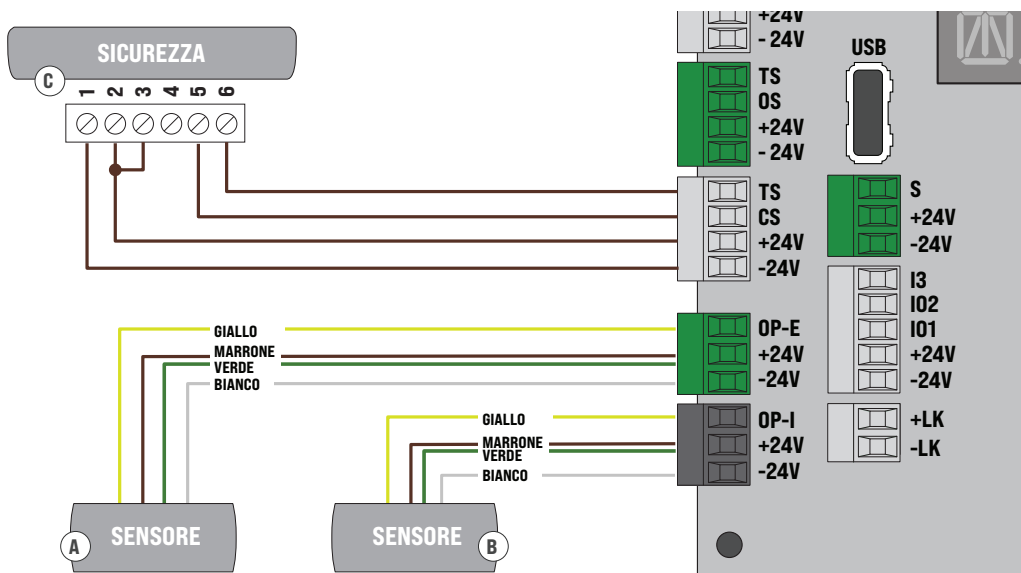 SICUREZZA
C
1 2 3 4 5 6
+24V
- 24V
TS
OS
+24V
- 24V
TS
CS
+24V
-24V
OP-E
+24V
-24V
OP-I
+24V
-24V
USB
S
+24V
-24V
I3
IO2
IO1
+24V
-24V
+LK
-LK
GIALLO
MARRONE
VERDE
BIANCO
GIALLO
MARRONE
VERDE
BIANCO
A
SENSORE
SENSORE
B